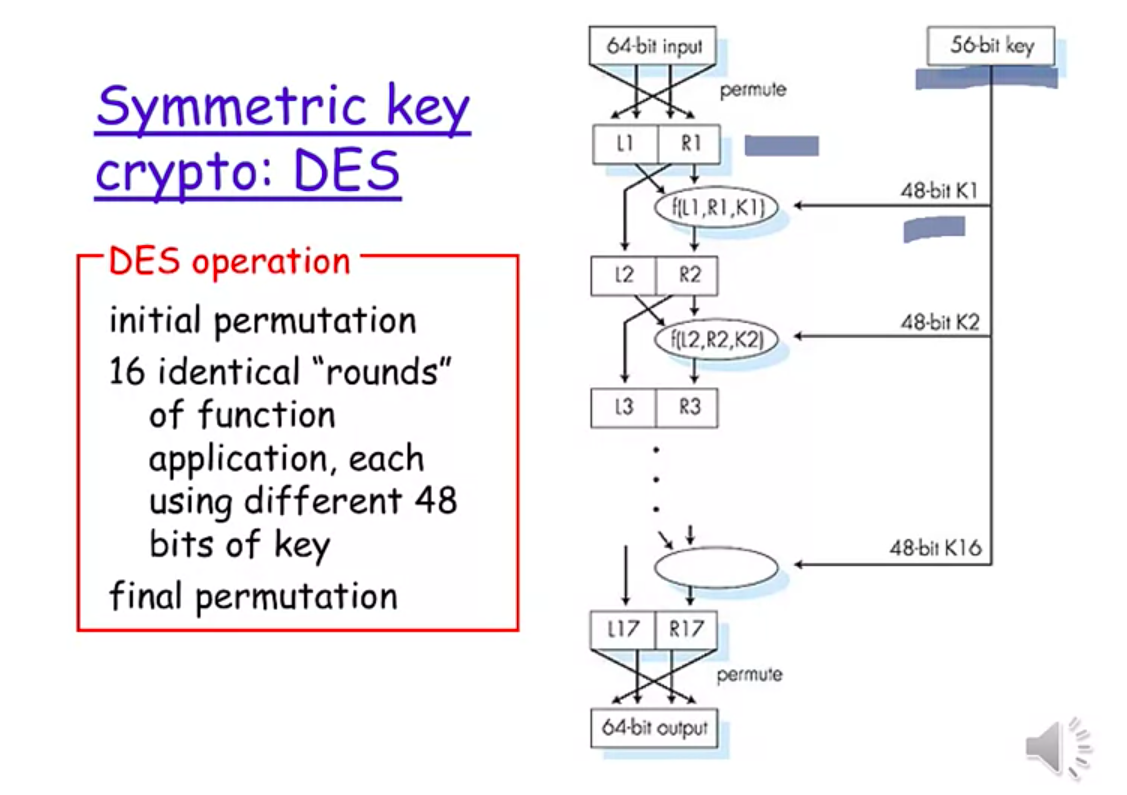 Symmetric key
crypto: DES
DES operation
initial permutation
16 identical “rounds”
of function
application, each
using different 48
bits of key
final permutation
64-bit input
56-bit key
permute
L1 R1
48-bit K1
f(L1,R1,K1)
L2 R2
48-bit K2
f(L2,R2,K2)
L3 R3
48-bit K16
L17 R17
permute
64-bit output